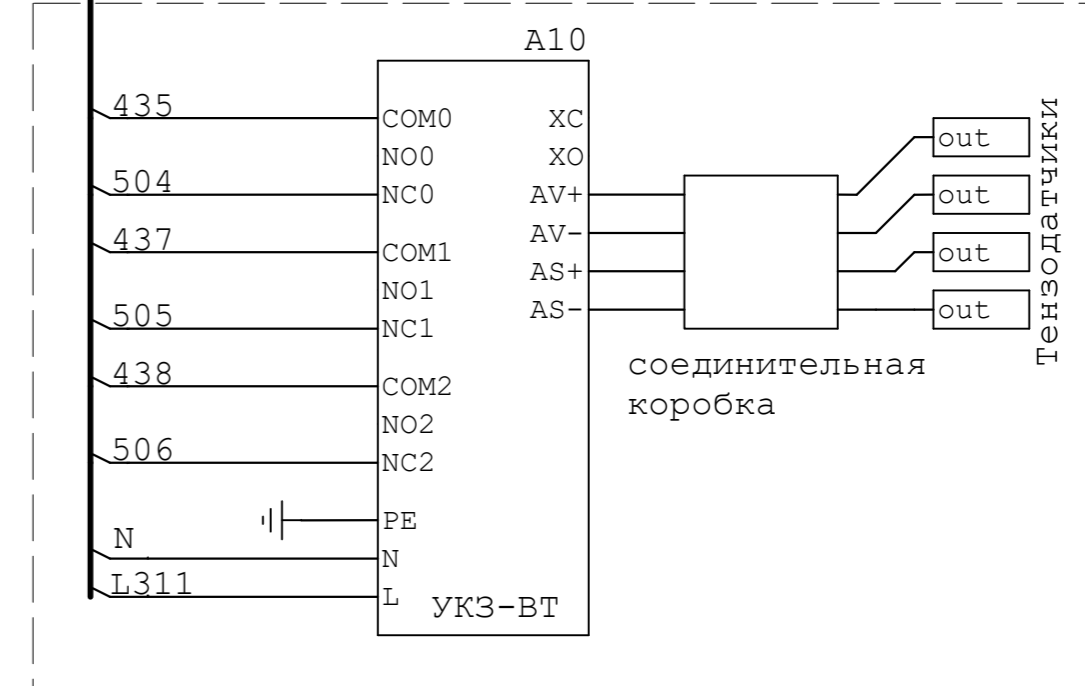 A10
435
COM0
XC
NO0
XO
504
NC0
AV+
437
AV-
COM1
AS+
NO1
505
AS-
NC1
438
COM2
NO2
506
NC2
PE
N
N
L311
L
УКЗ-ВТ
соединительная
коробка
out
out
out
out
Тензодатчики